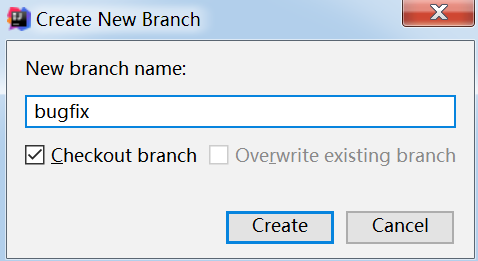 Create New Branch
New branch name:
bugfix
Checkout branch
Overwrite existing branch
Create
Cancel